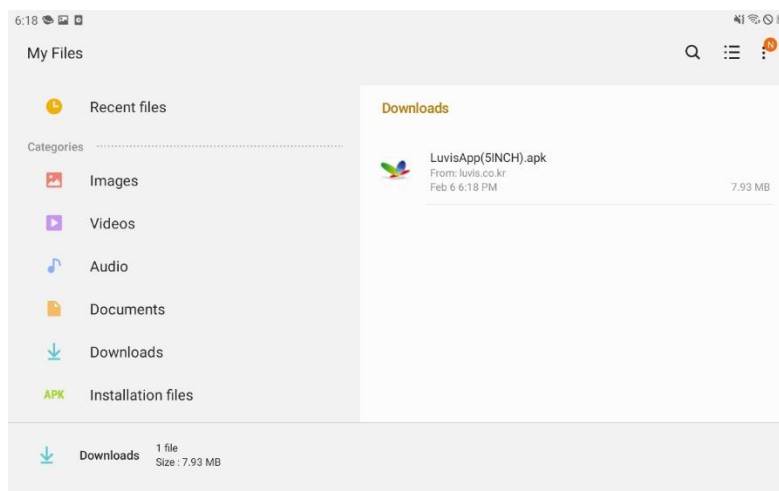 6:18
My Files
N
Recent files
Categories
Images
Videos
Audio
Documents
Downloads
APK Installation files
Downloads
LuvisApp(5INCH).apk
From: luvis.co.kr
Feb 6 6:18 PM
7.93 MB
Downloads
1 file
Size : 7.93 MB